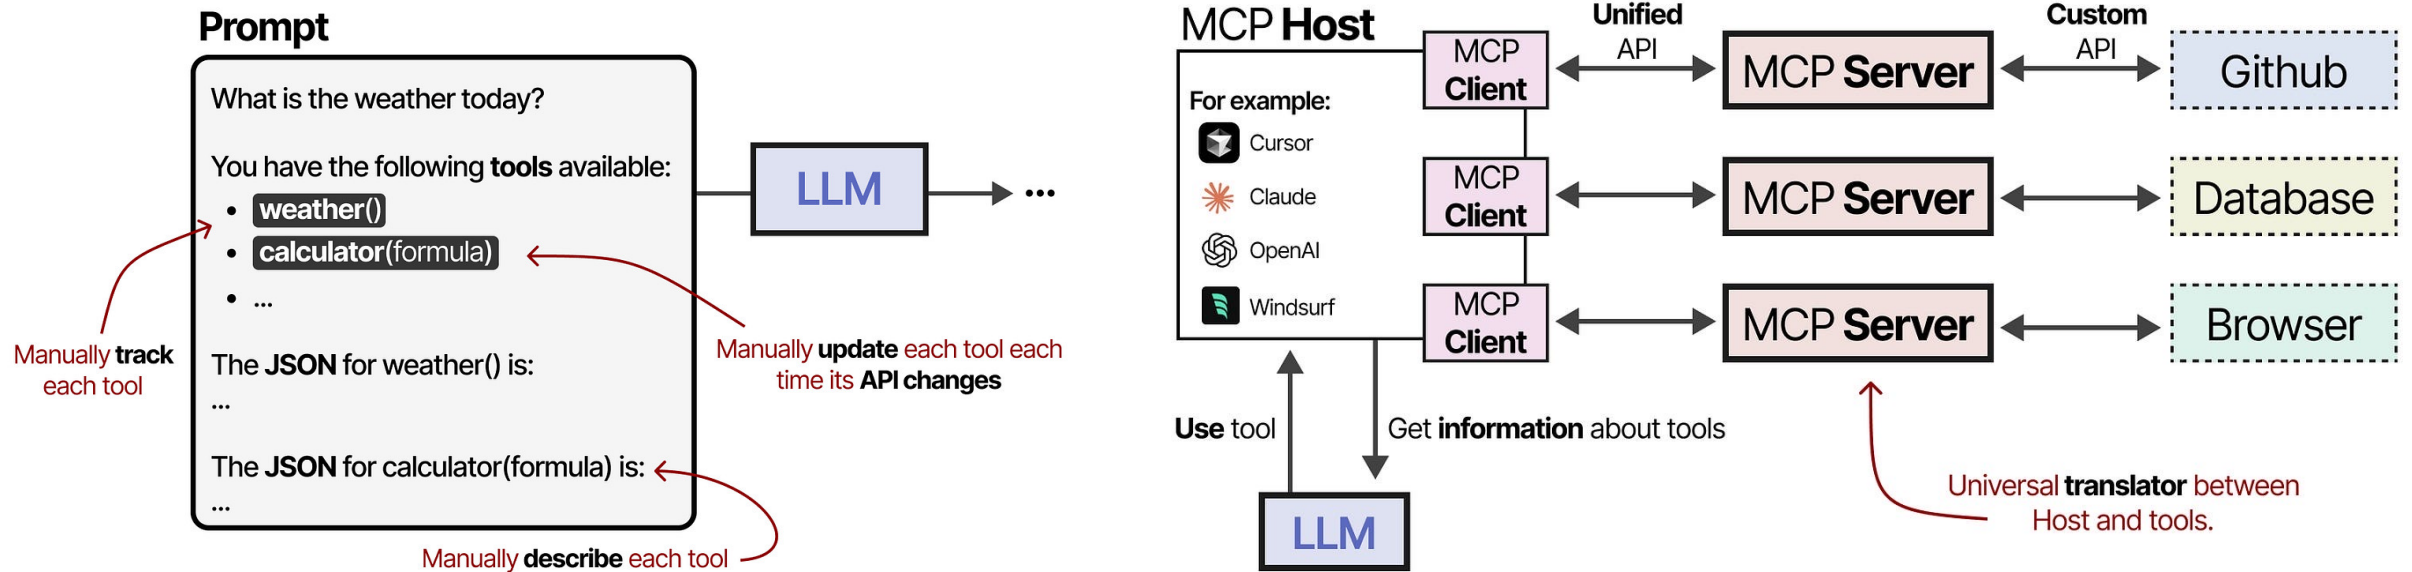 Prompt
What is the weather today?
You have the following tools available:
• weather()
• calculator(formula)
• ...
The JSON for weather() is:
...
The JSON for calculator(formula) is:
...
Manually track
each tool
Manually update each tool each
time its API changes
Manually describe each tool
LLM
...
MCP Host
For example:
Cursor
Claude
OpenAI
Windsurf
MCP
Client
MCP
Client
MCP
Client
Unified
API
MCP Server
MCP Server
MCP Server
Custom
API
Github
Database
Browser
Use tool
Get information about tools
LLM
Universal translator between
Host and tools.